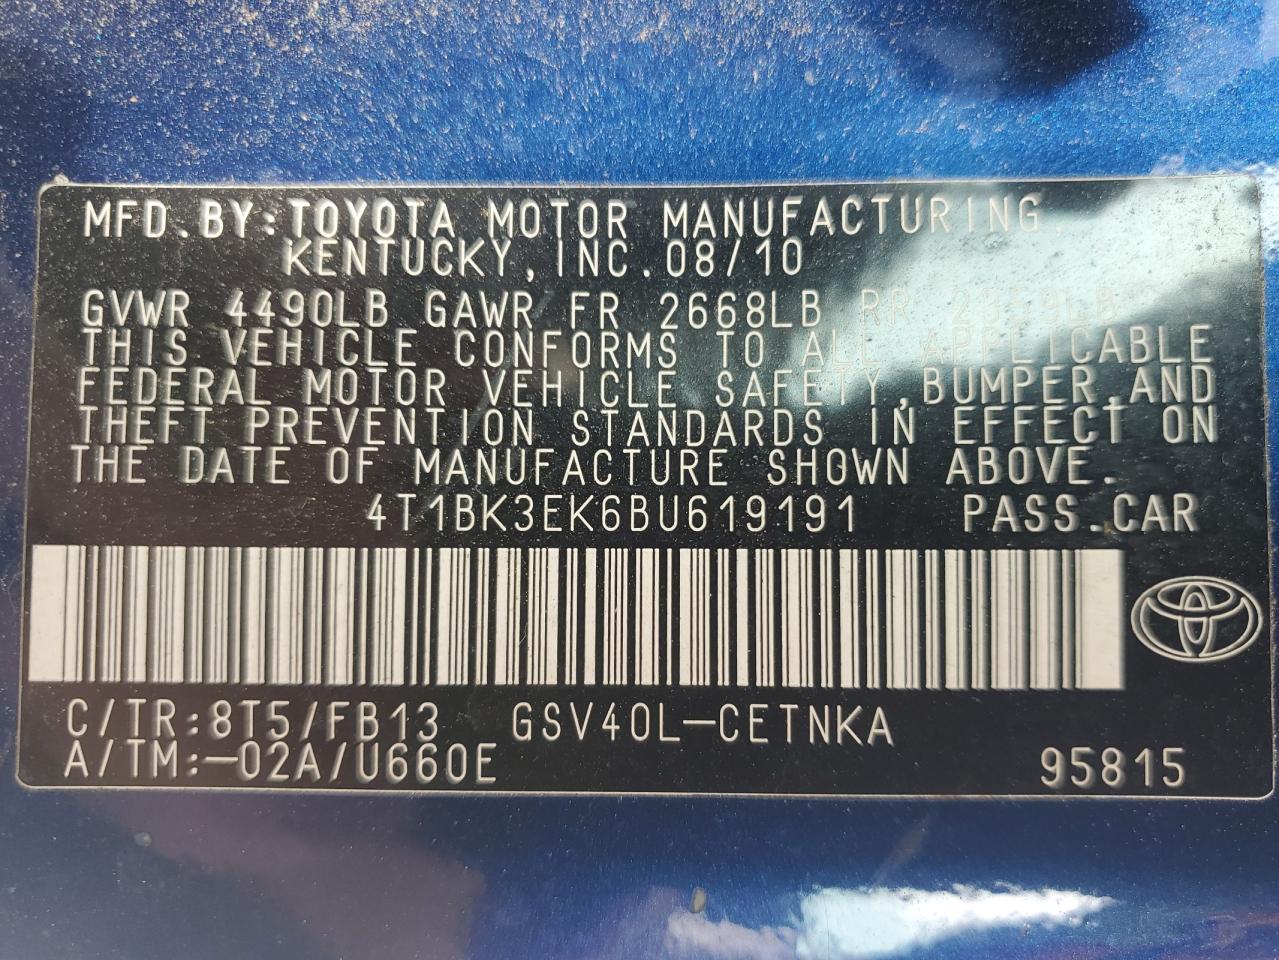 MFD.BY:TOYOTA MOTOR MANUFACTURING,
KENTUCKY,INC.08/10
GVWR 4490LB GAWR FR 2668LB RR 2359LB
THIS VEHICLE CONFORMS TO ALL APPLICABLE
FEDERAL MOTOR VEHICLE SAFETY,BUMPER,AND
THEFT PREVENTION STANDARDS IN EFFECT ON
THE DATE OF MANUFACTURE SHOWN ABOVE.
4T1BK3EK6BU619191 PASS.CAR
C/TR:8T5/FB13 GSV40L-CETNKA
A/TM:-02A/U660E 95815